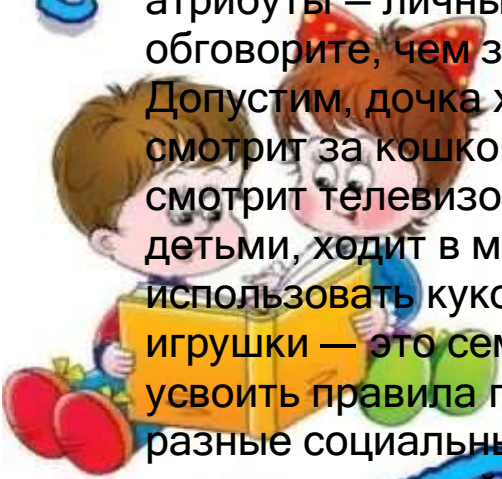 атрибуты — личны
обговорите, чем з
Допустим, дочка х
смотрит за кошко
смотрит телевизо
детьми, ходит в м
использовать куко
игрушки — это сем
усвоить правила п
разные социальны